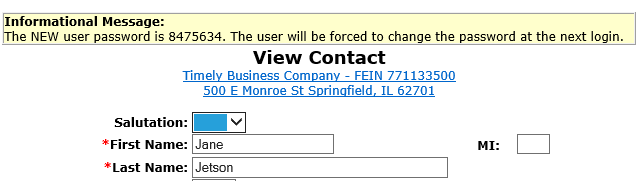 Informational Message:
The NEW user password is 8475634. The user will be forced to change the password at the next login.
View Contact
Timely Business Company - FEIN 771133500
500 E Monroe St Springfield, IL 62701
Salutation:
*First Name: Jane MI:
*Last Name: Jetson